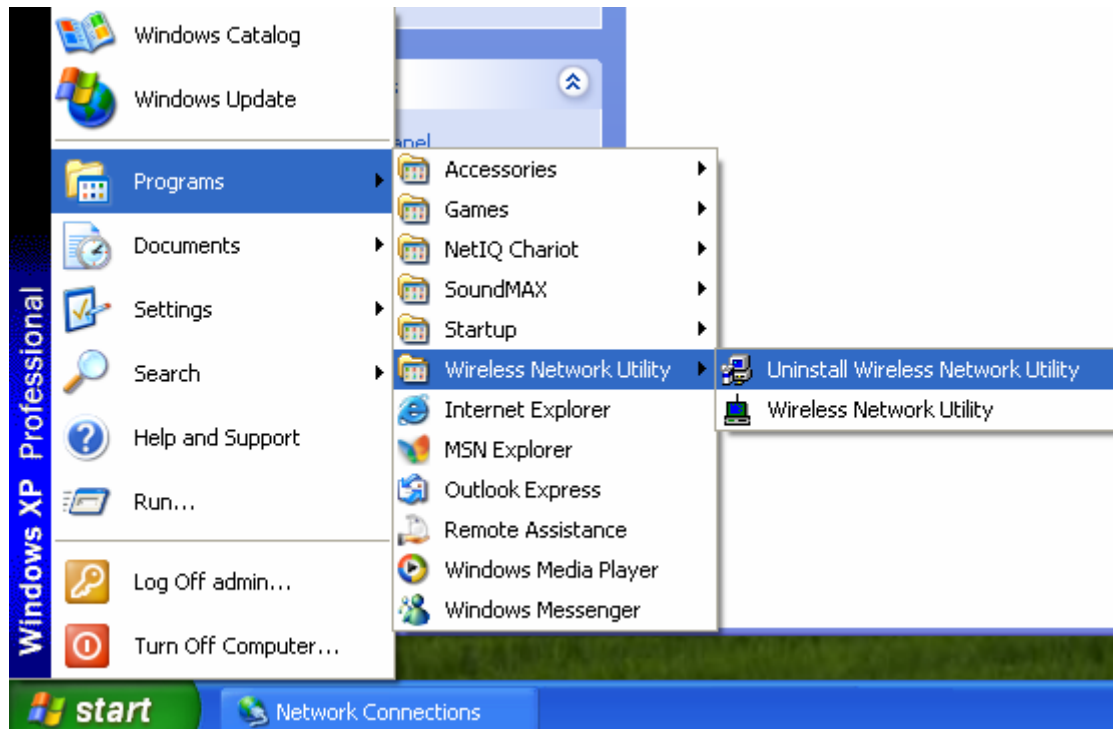 Windows Catalog
Windows Update
Programs
Documents
Settings
Search
Help and Support
Run...
Log Off admin...
Turn Off Computer...
Windows XP Professional
Accessories
Games
NetIQ Chariot
SoundMAX
Startup
Wireless Network Utility
Internet Explorer
MSN Explorer
Outlook Express
Remote Assistance
Windows Media Player
Windows Messenger
Uninstall Wireless Network Utility
Wireless Network Utility
start
Network Connections